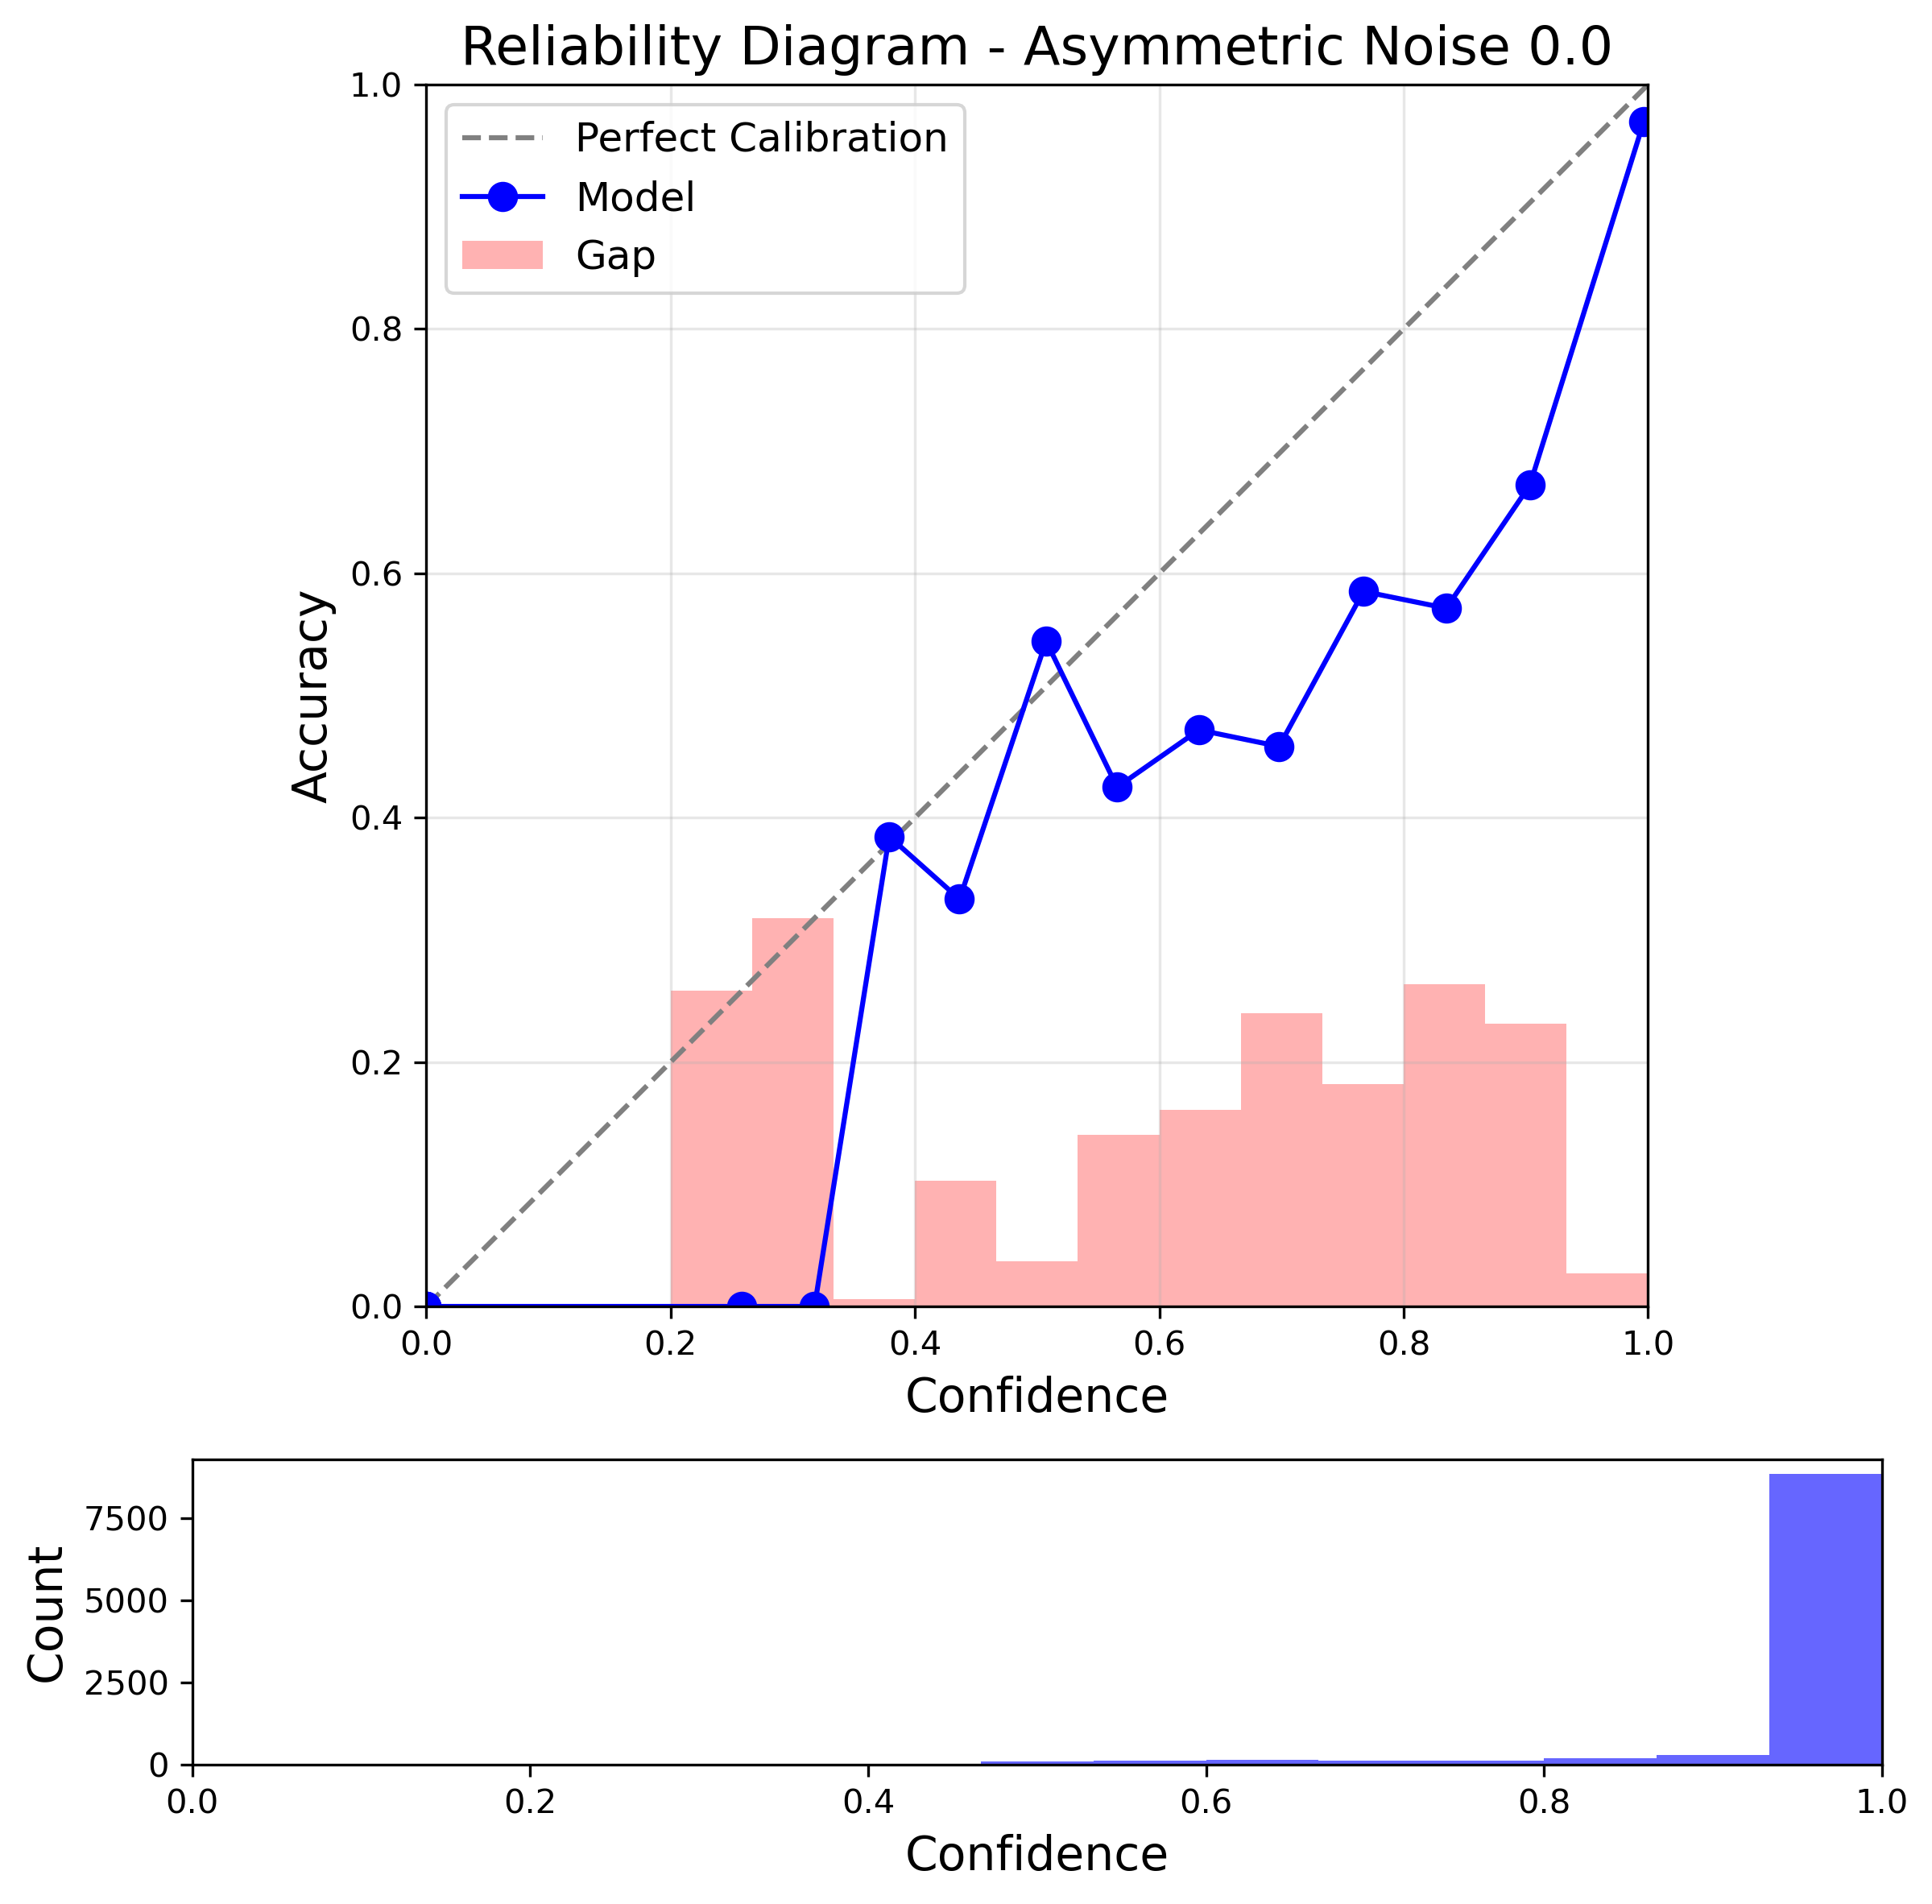 Reliability Diagram - Asymmetric Noise 0.0
Perfect Calibration
Model
Gap
1.0
0.8
0.6
0.4
0.2
0.0
Accuracy
0.0 0.2 0.4 0.6 0.8 1.0
Confidence
7500
5000
2500
0
Count
0.0 0.2 0.4 0.6 0.8 1.0
Confidence